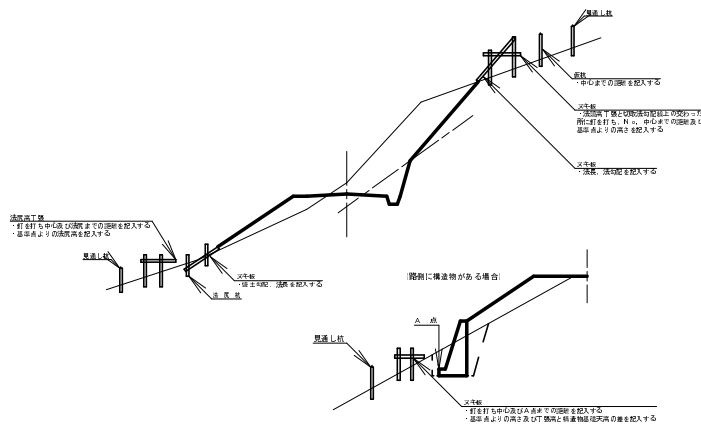 見通し杭
仮杭
・中心までの距離を記入する
ヌキ板
・法頭高丁張と切取法勾配線上の交わった
所に釘を打ち、No. 中心までの距離及び
基準点よりの高さを記入する
ヌキ板
・法長、法勾配を記入する
法尻高丁張
・釘を打ち中心及び法尻までの距離を記入する
・基準点よりの法尻高を記入する
見通し杭
ヌキ板
・盛土勾配、法長を記入する
法尻杭
(路側に構造物がある場合)
A 点
見通し杭
ヌキ板
・釘を打ち中心及びA点までの距離を記入する
・基準点よりの高さ及び丁張高と構造物基礎天高の差を記入する